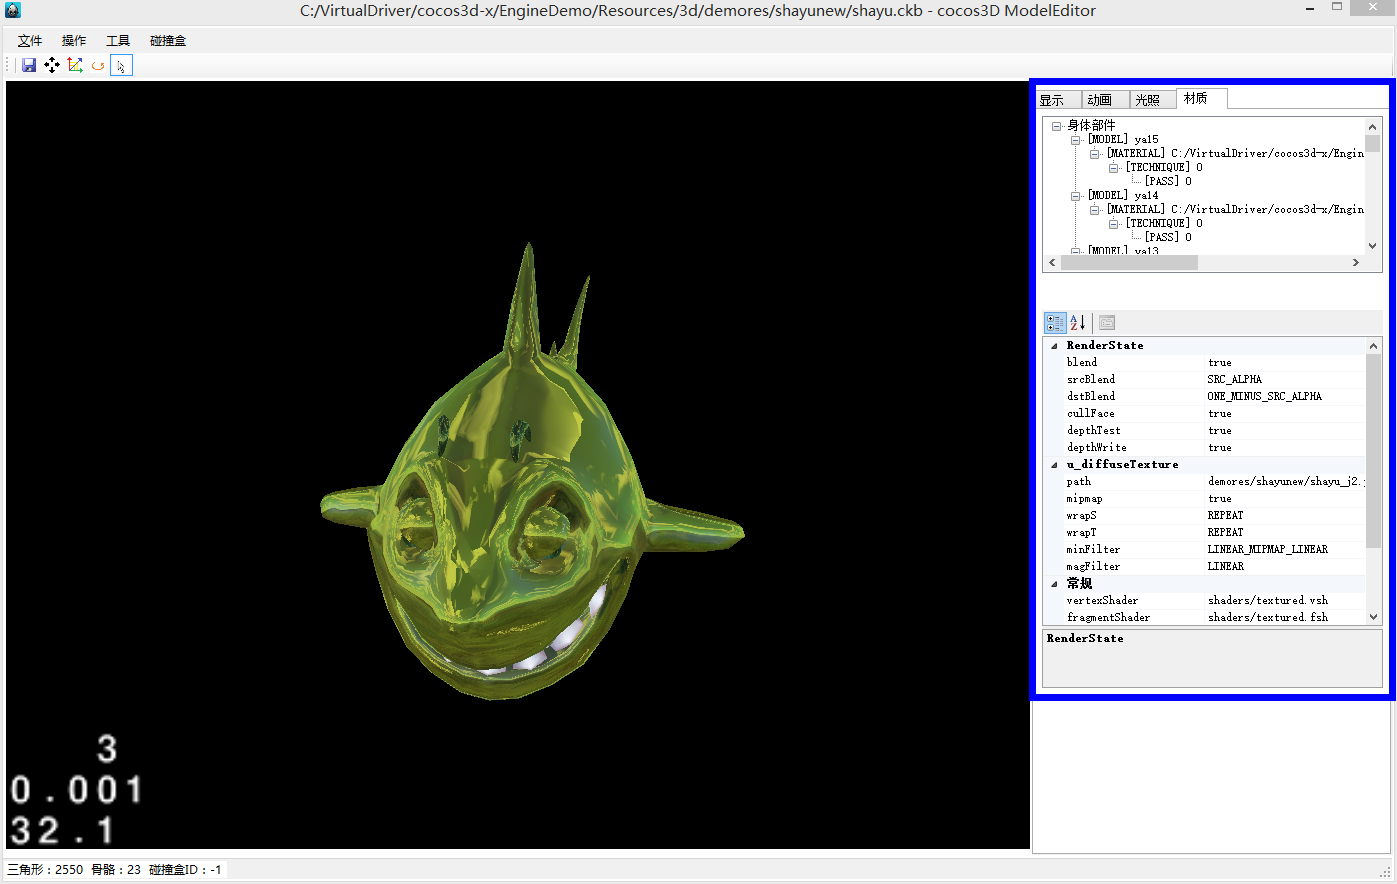 C:/VirtualDriver/cocos3d-x/EngineDemo/Resources/3d/demores/shayunew/shayu.ckb - cocos3D ModelEditor
文件 操作 工具 碰撞盒
显示 动画 光照 材质
身体部件
[MODEL] ya15
[MATERIAL] C:/VirtualDriver/cocos3d-x/Engin
[TECHNIQUE] 0
[PASS] 0
[MODEL] ya14
[MATERIAL] C:/VirtualDriver/cocos3d-x/Engin
[TECHNIQUE] 0
[PASS] 0
[MODEL] ya13
RenderState
blend true
srcBlend SRC_ALPHA
dstBlend ONE_MINUS_SRC_ALPHA
cullFace true
depthTest true
depthWrite true
u_diffuseTexture
path demores/shayunew/shayu_j2.
mipmap true
wrapS REPEAT
wrapT REPEAT
minFilter LINEAR_MIPMAP_LINEAR
magFilter LINEAR
常规
vertexShader shaders/textured.vsh
fragmentShader shaders/textured.fsh
RenderState
3
0.001
32.1
三角形：2550 骨骼：23 碰撞盒ID：-1